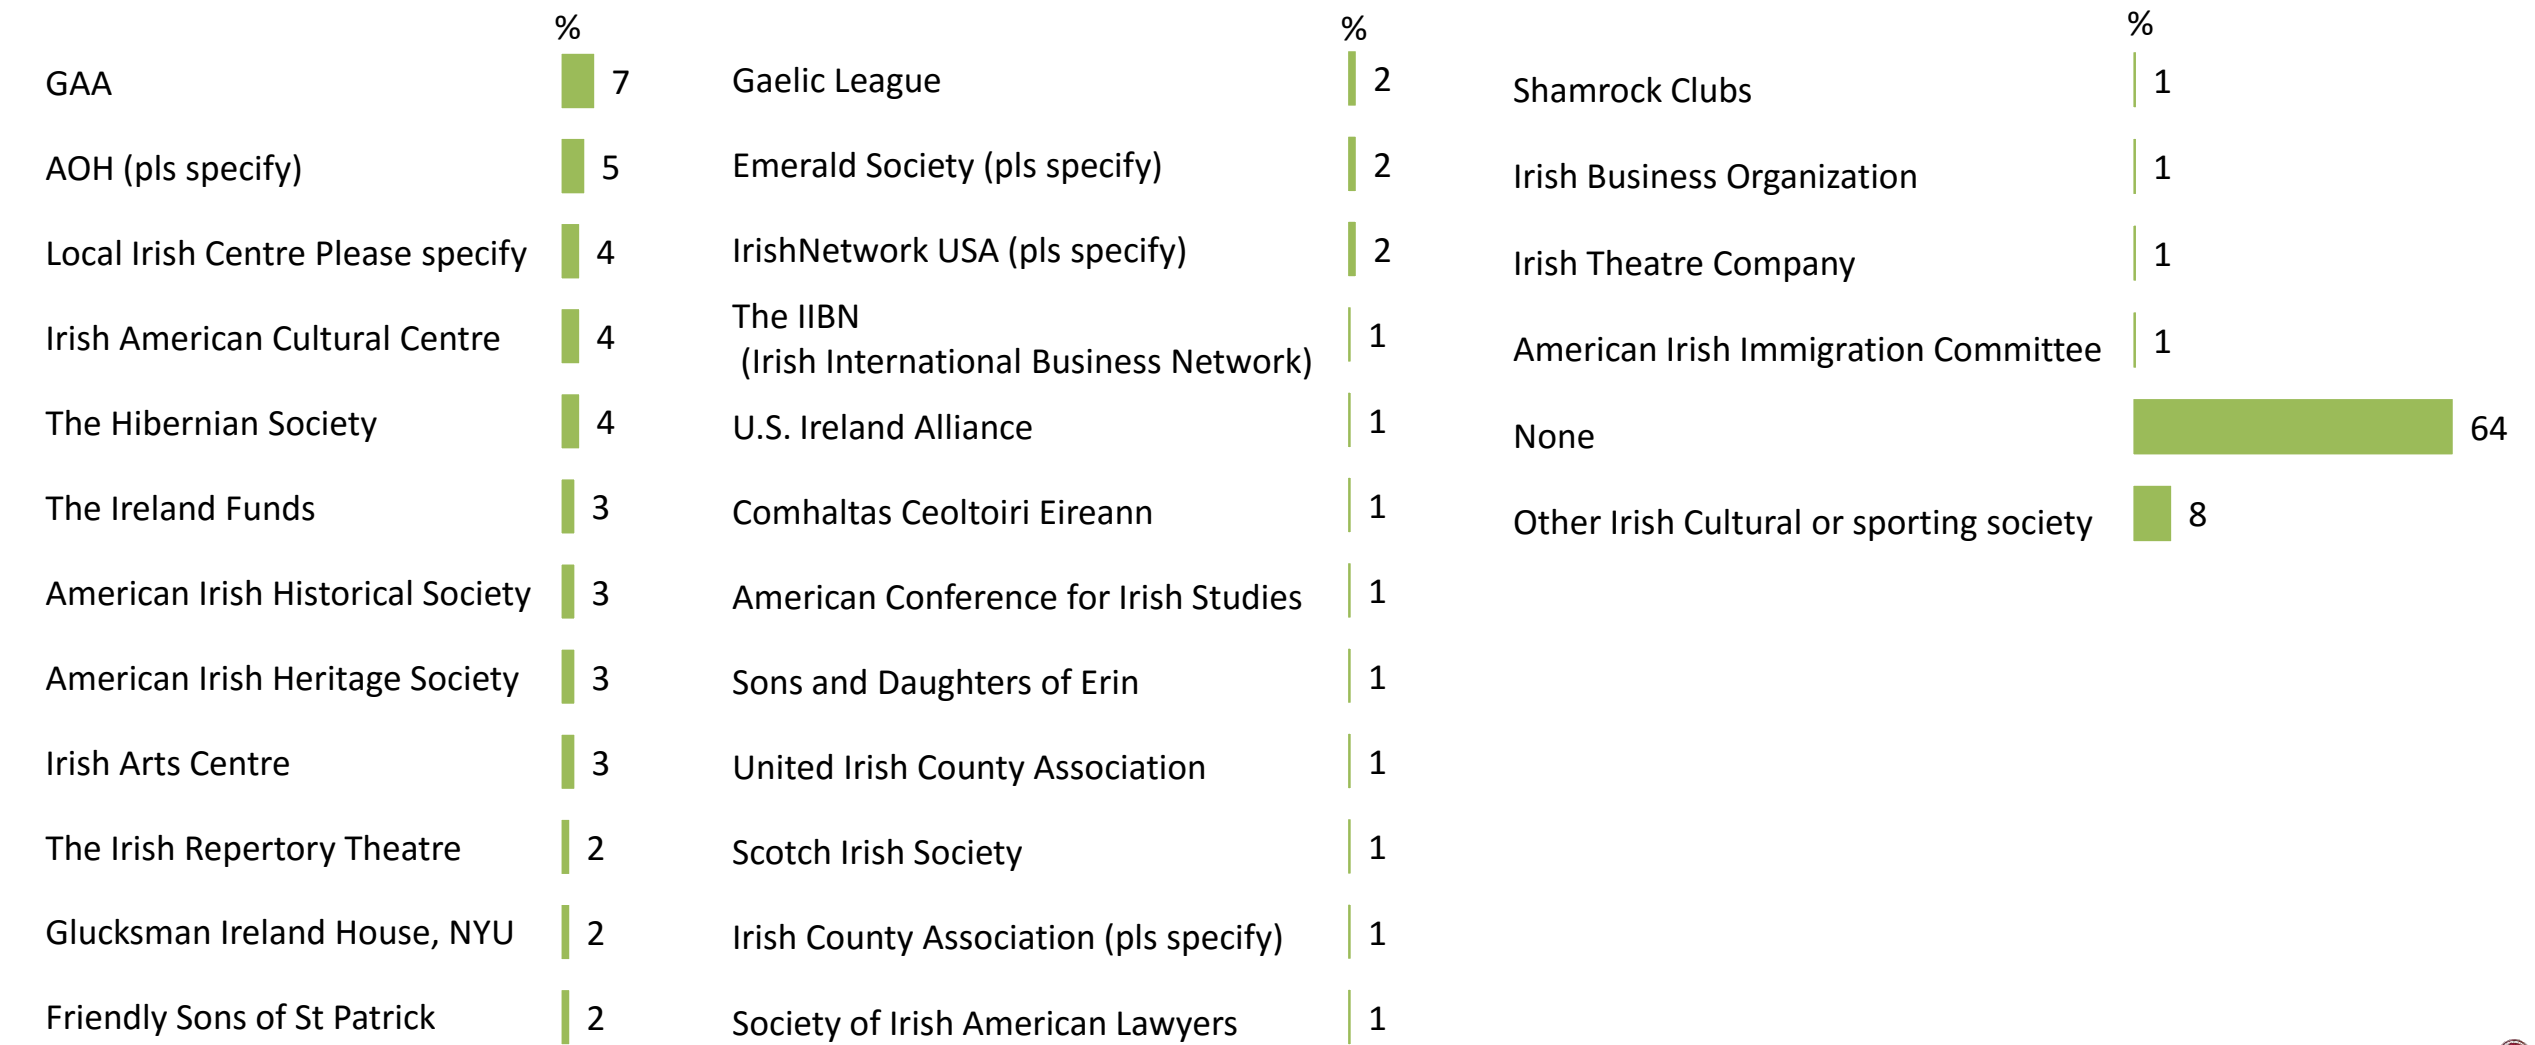 %
GAA 7
AOH (pls specify) 5
Local Irish Centre Please specify 4
Irish American Cultural Centre 4
The Hibernian Society 4
The Ireland Funds 3
American Irish Historical Society 3
American Irish Heritage Society 3
Irish Arts Centre 3
The Irish Repertory Theatre 2
Glucksman Ireland House, NYU 2
Friendly Sons of St Patrick 2
%
Gaelic League 2
Emerald Society (pls specify) 2
IrishNetwork USA (pls specify) 2
The IIBN
(Irish International Business Network) 1
U.S. Ireland Alliance 1
Comhaltas Ceoltoiri Eireann 1
American Conference for Irish Studies 1
Sons and Daughters of Erin 1
United Irish County Association 1
Scotch Irish Society 1
Irish County Association (pls specify) 1
Society of Irish American Lawyers 1
%
Shamrock Clubs 1
Irish Business Organization 1
Irish Theatre Company 1
American Irish Immigration Committee 1
None 64
Other Irish Cultural or sporting society 8